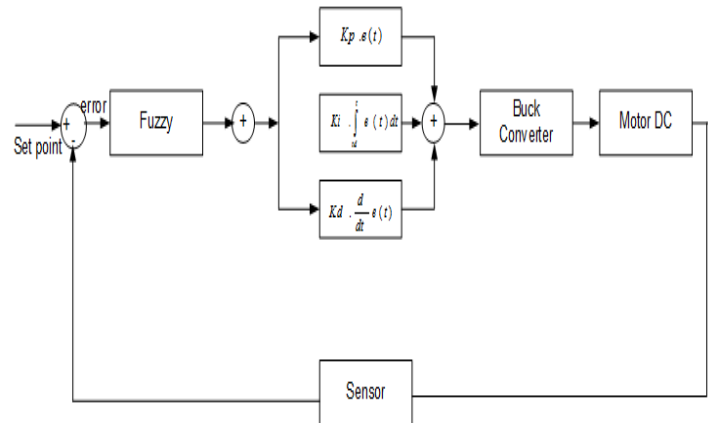 Kp .e(t)
error
Fuzzy
+
+
-
Set point
Ki . ∫ e (t) dt
+
Buck
Converter
Motor DC
Kd . d/dt e(t)
Sensor